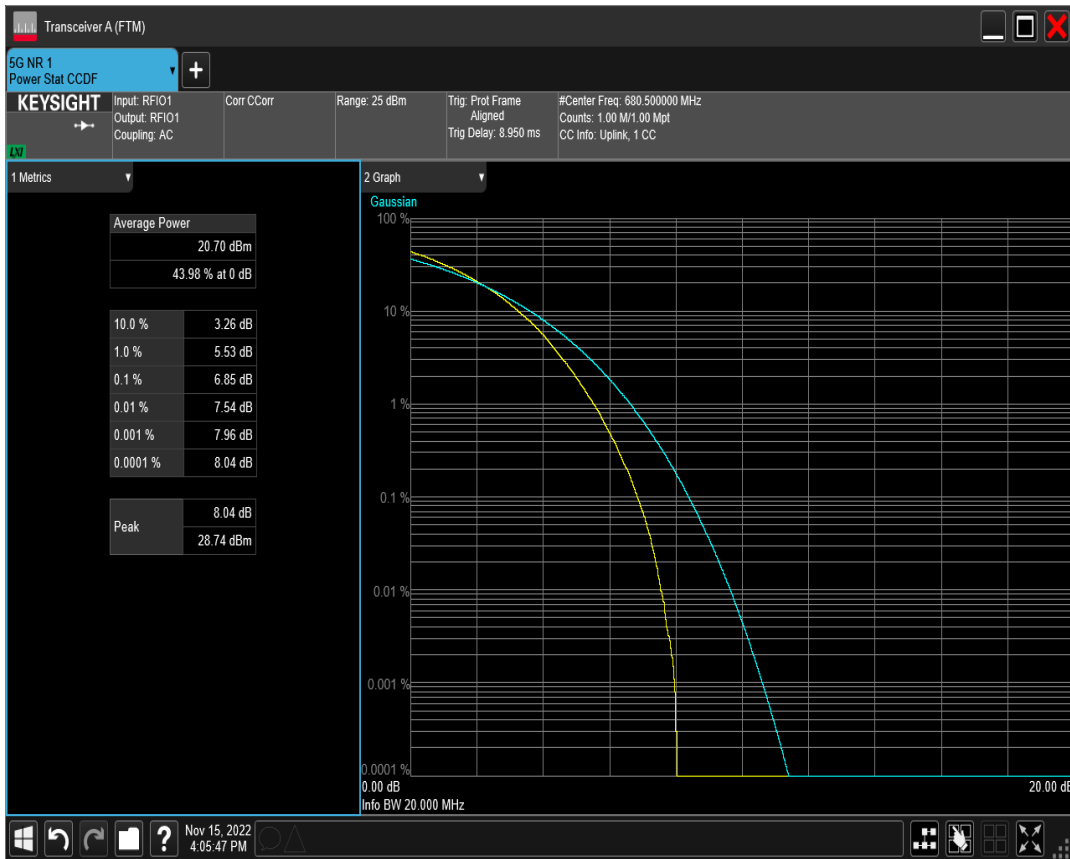 Transceiver A (FTM)
5G NR 1
Power Stat CCDF
KEYSIGHT
LXI
Input: RFIO1
Output: RFIO1
Coupling: AC
Corr CCorr
Range: 25 dBm
Trig: Prot Frame
Aligned
Trig Delay: 8.950 ms
#Center Freq: 680.500000 MHz
Counts: 1.00 M/1.00 Mpt
CC Info: Uplink, 1 CC
1 Metrics
Average Power
20.70 dBm
43.98 % at 0 dB
10.0 % 3.26 dB
1.0 % 5.53 dB
0.1 % 6.85 dB
0.01 % 7.54 dB
0.001 % 7.96 dB
0.0001 % 8.04 dB
Peak 8.04 dB
28.74 dBm
2 Graph
Gaussian
100 %
10 %
1 %
0.1 %
0.01 %
0.001 %
0.0001 %
0.00 dB 20.00 dB
Info BW 20.000 MHz
? Nov 15, 2022
4:05:47 PM